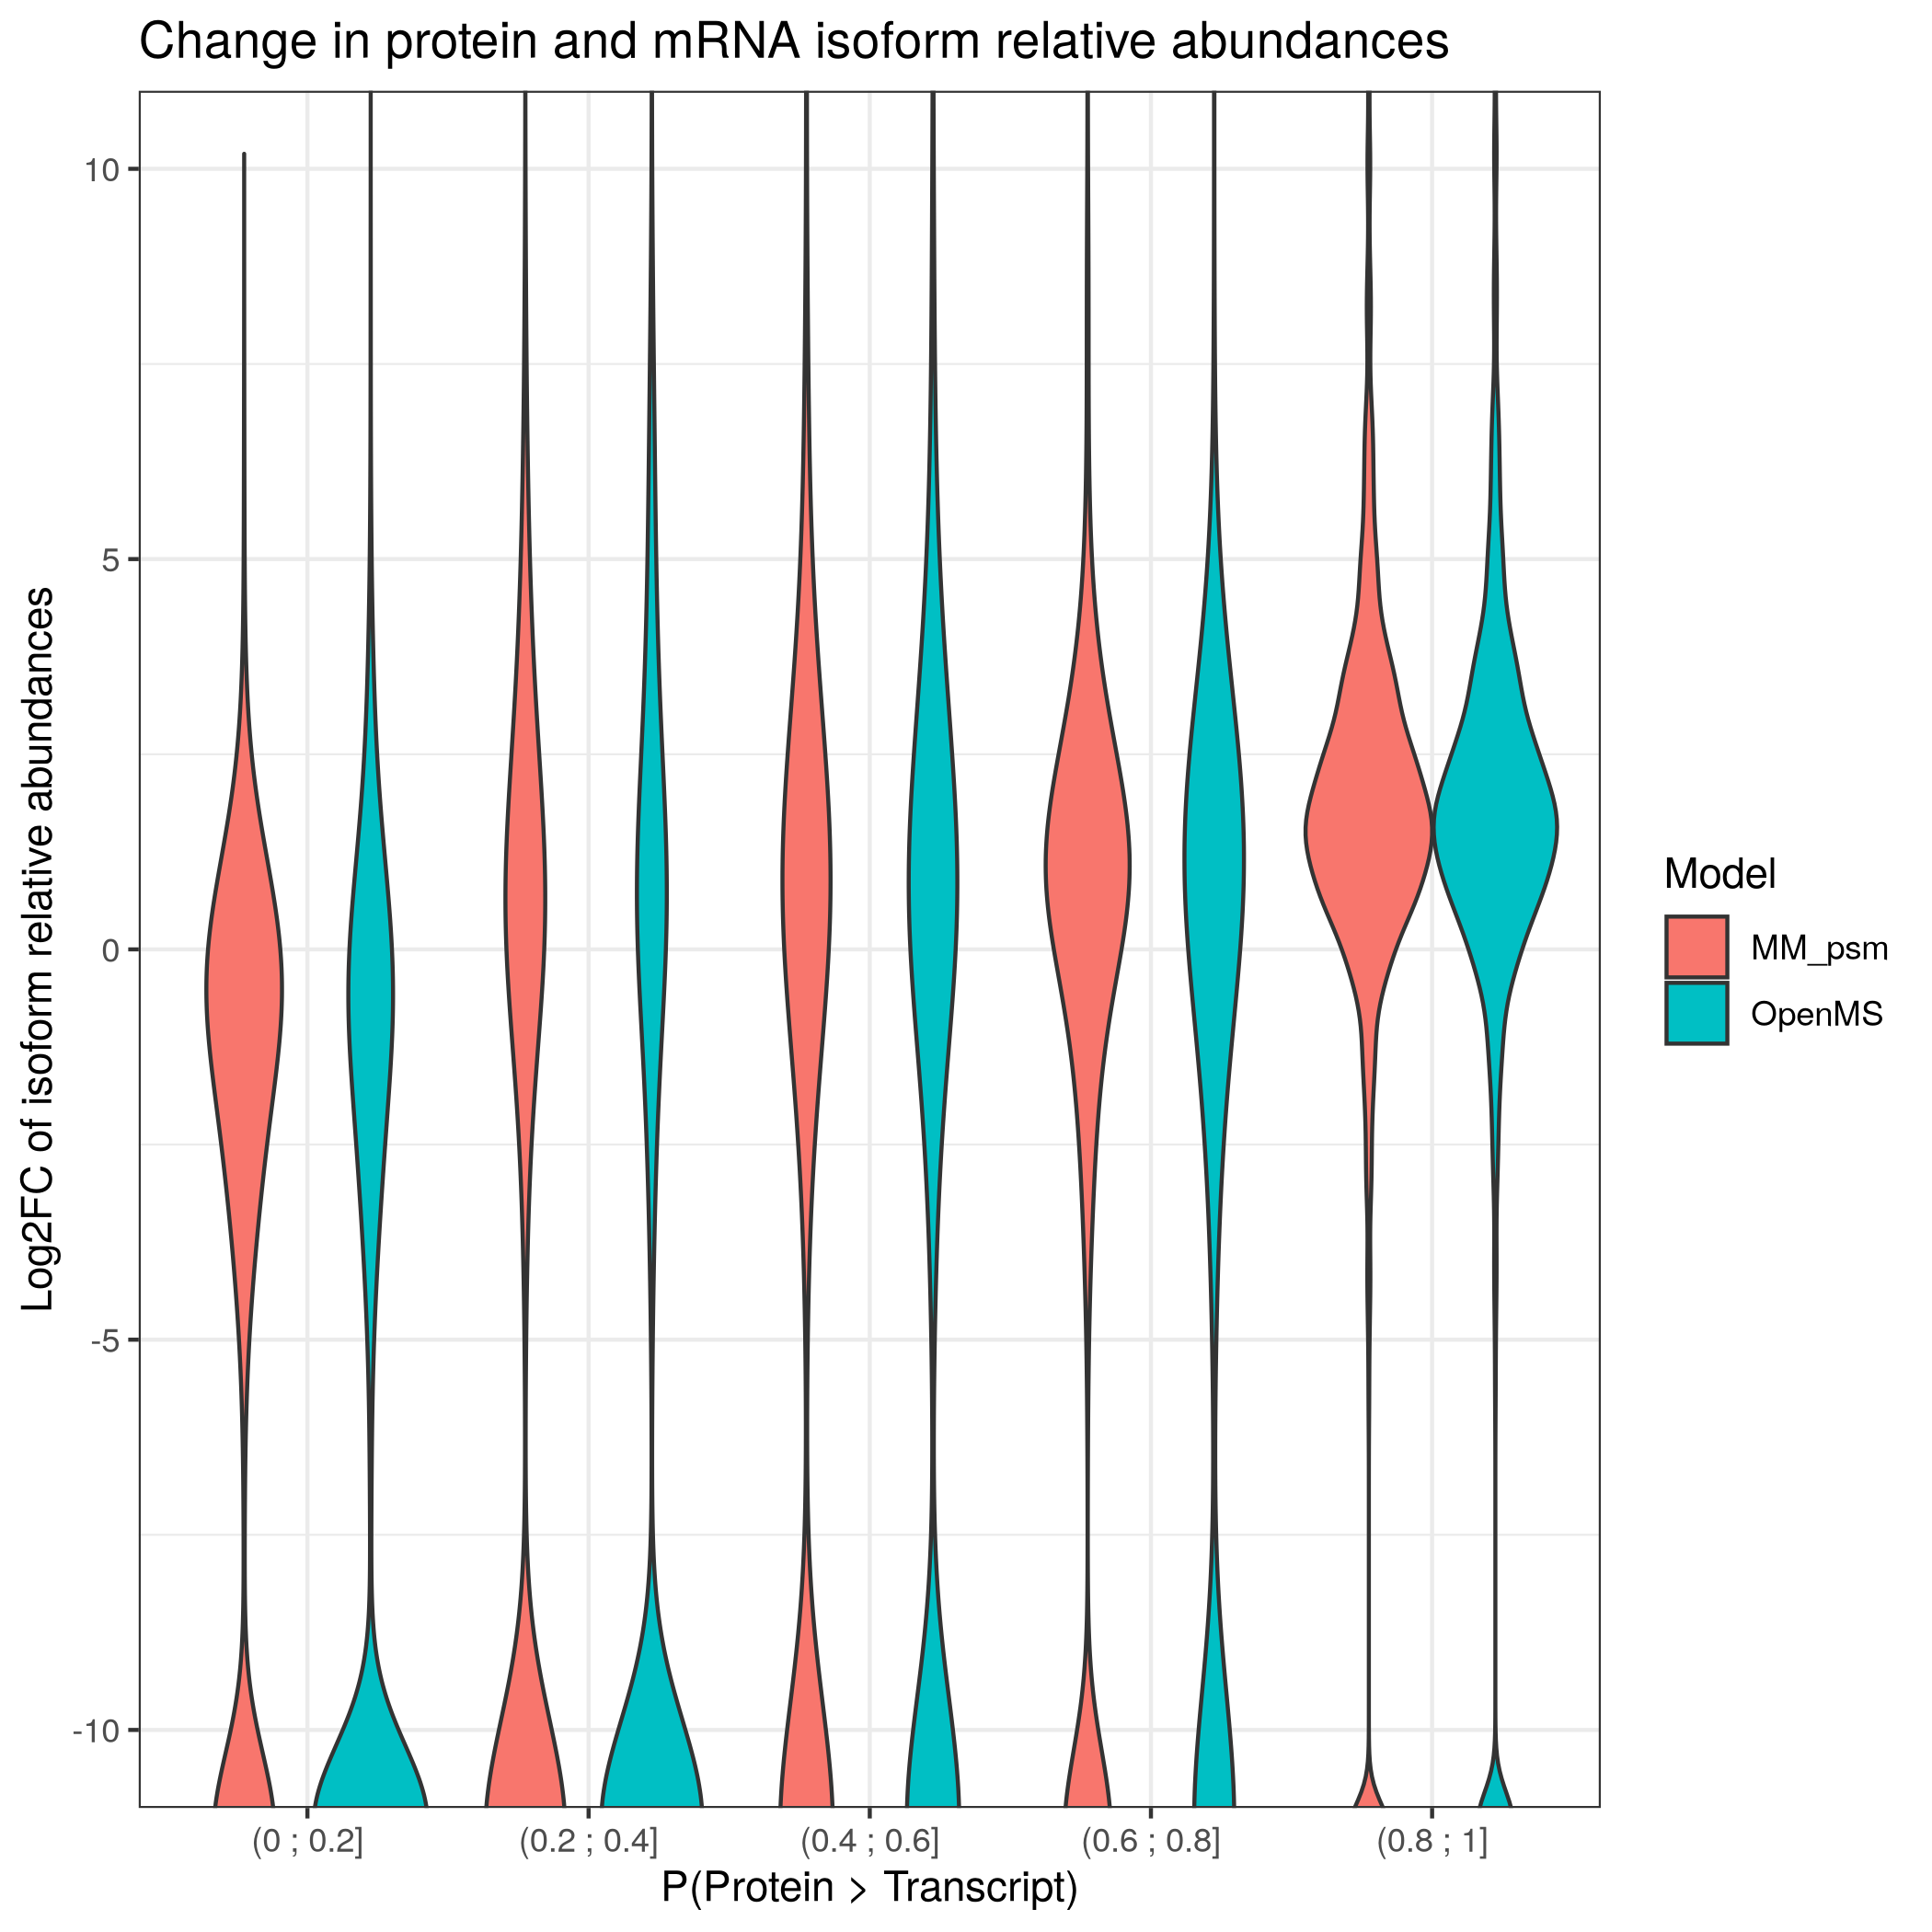 Change in protein and mRNA isoform relative abundances
Log2FC of isoform relative abundances
10
5
0
-5
-10
(0 ; 0.2]
(0.2 ; 0.4]
(0.4 ; 0.6]
(0.6 ; 0.8]
(0.8 ; 1]
P(Protein > Transcript)
Model
MM_psm
OpenMS